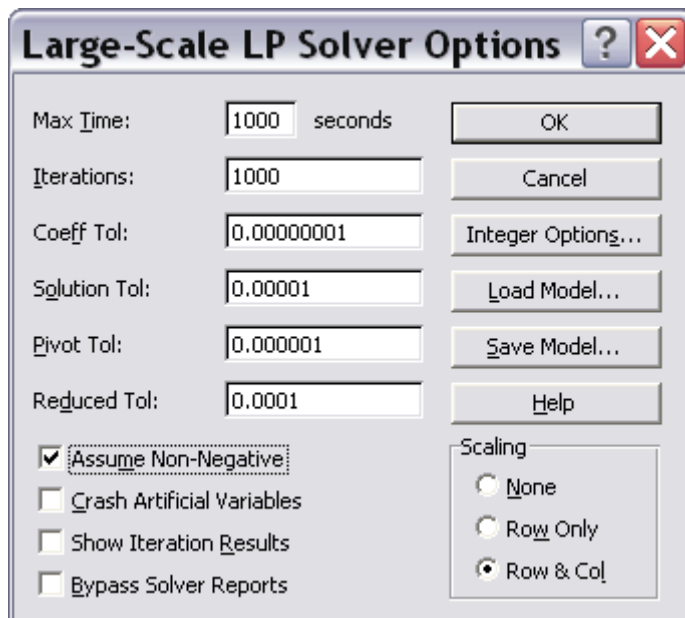 Large-Scale LP Solver Options
Max Time: 1000 seconds
OK
Iterations: 1000
Cancel
Coeff Tol: 0.00000001
Integer Options...
Solution Tol: 0.00001
Load Model...
Pivot Tol: 0.000001
Save Model...
Reduced Tol: 0.0001
Help
Assume Non-Negative
Crash Artificial Variables
Show Iteration Results
Bypass Solver Reports
Scaling
None
Row Only
Row & Col